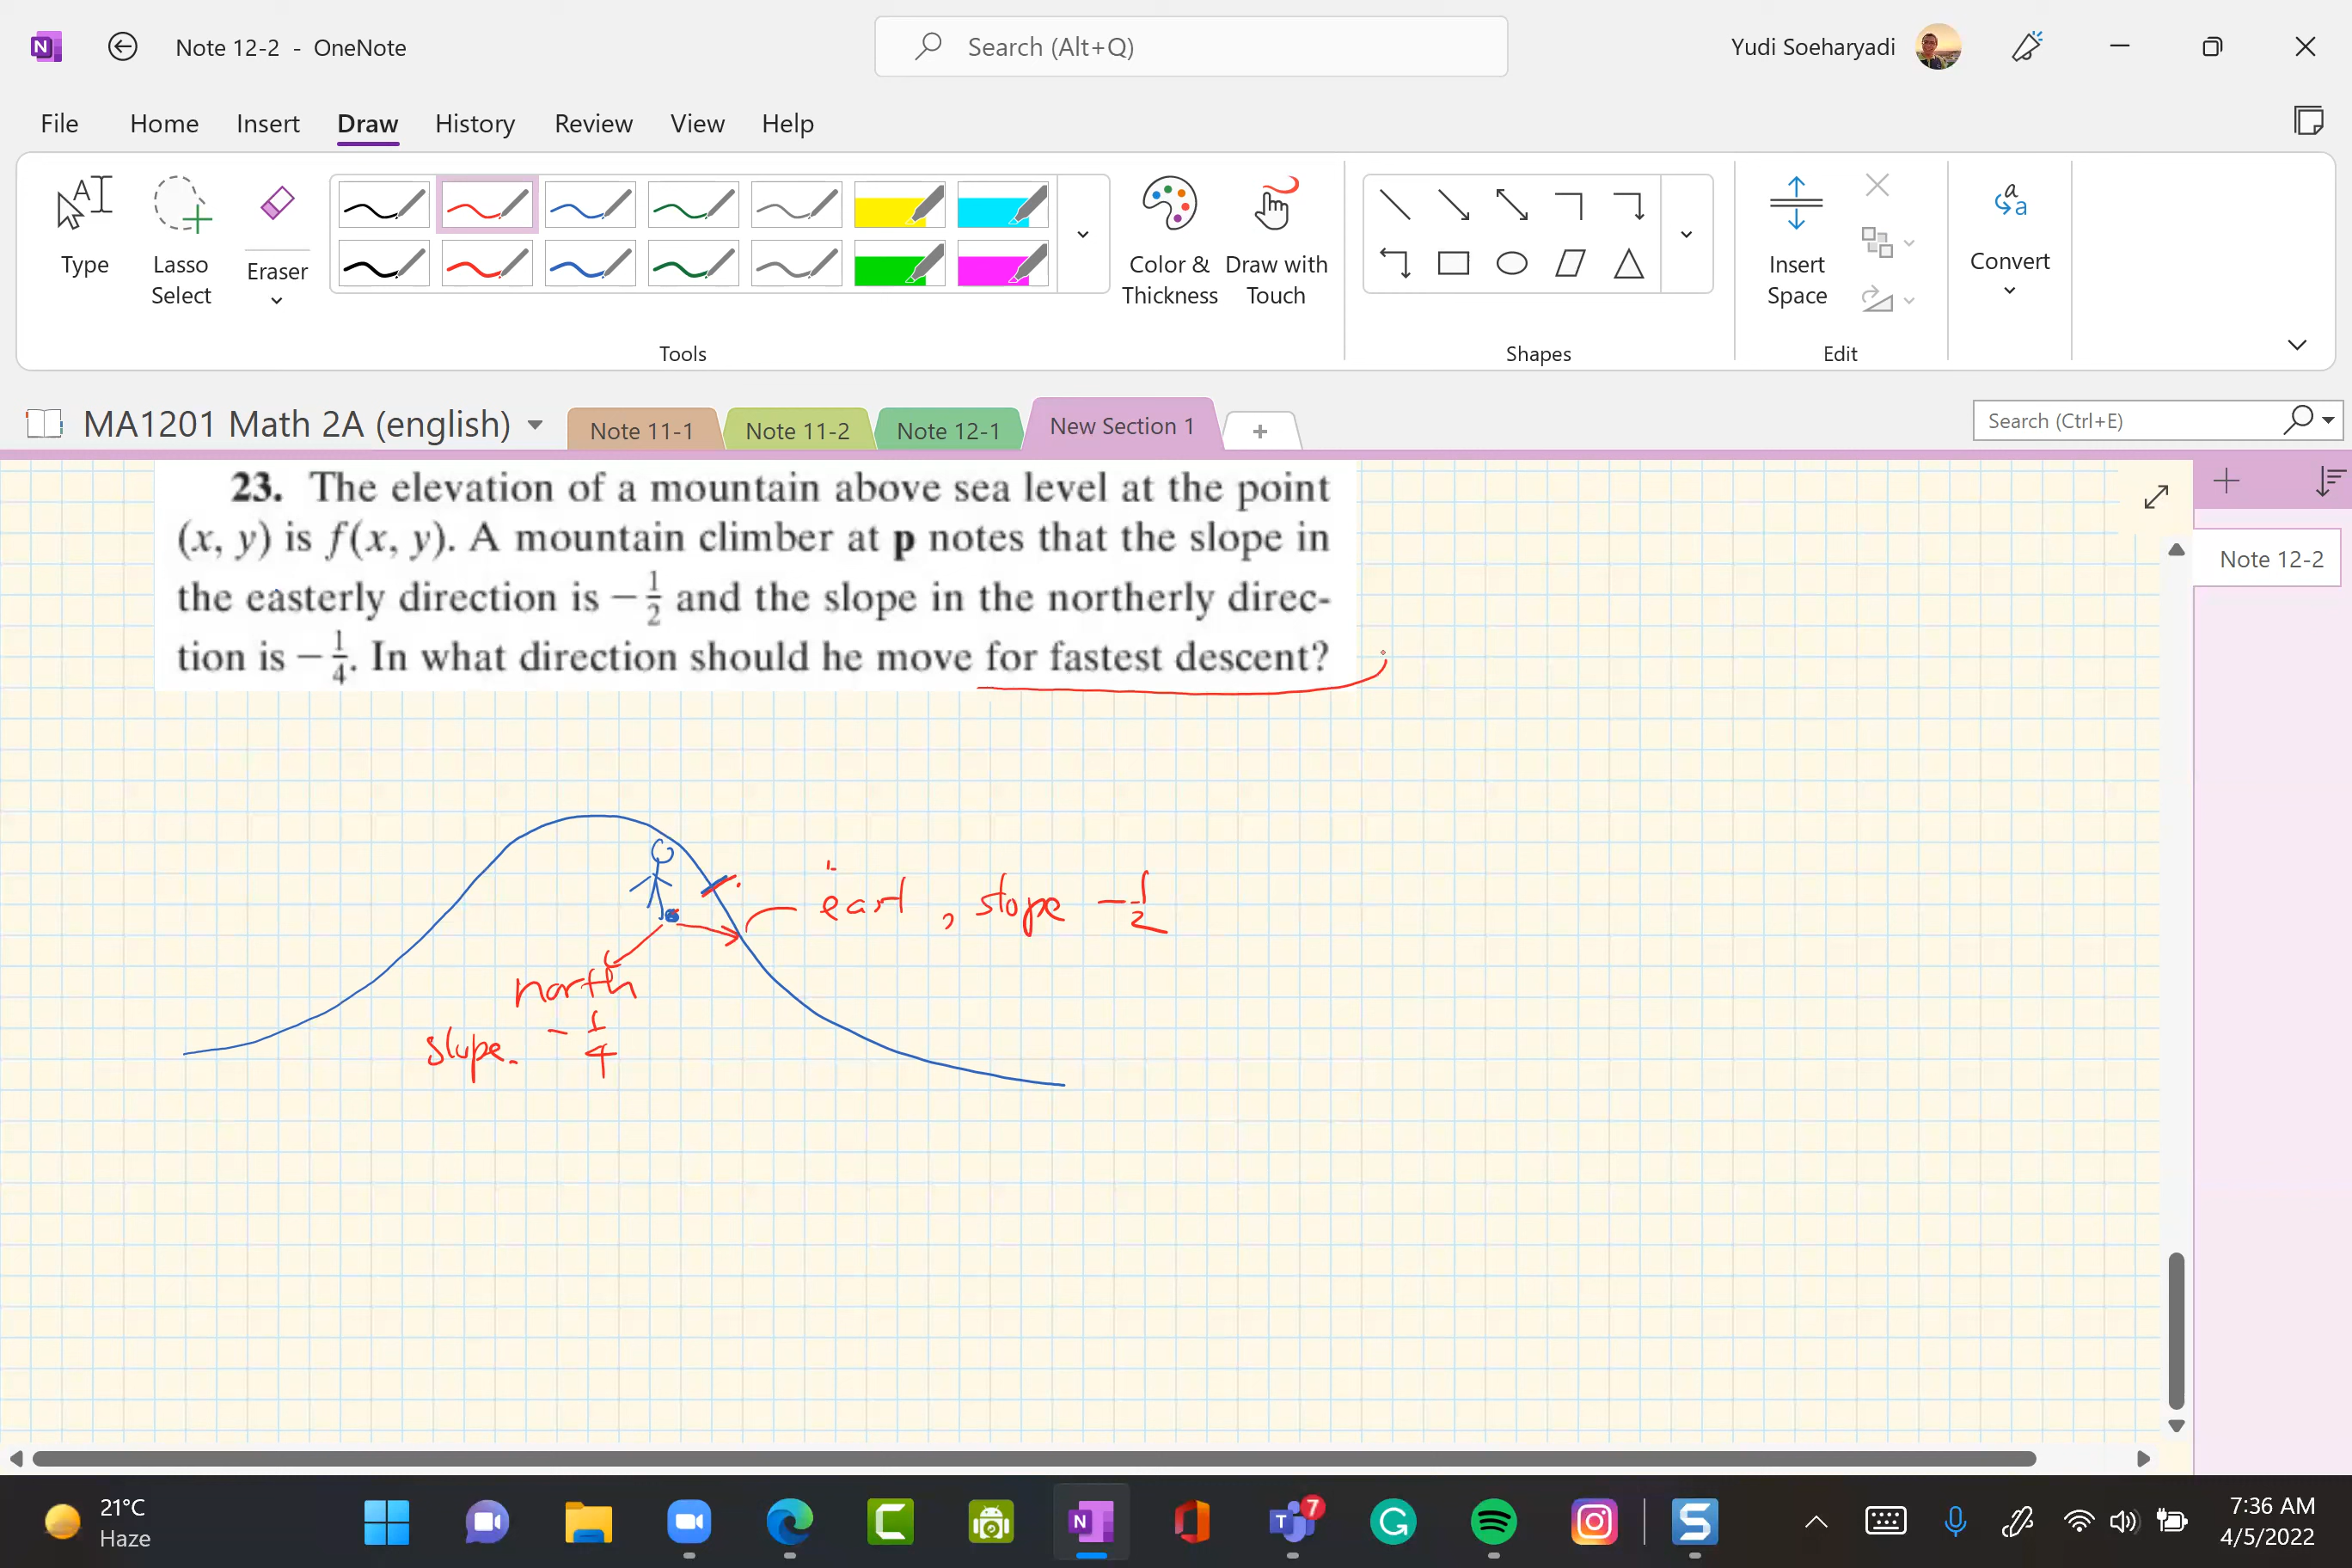 Note 12-2 - OneNote
Search (Alt+Q)
Yudi Soeharyadi
File Home Insert Draw History Review View Help
Type
Lasso Select
Eraser
Color & Thickness
Draw with Touch
Insert Space
Convert
Tools
Shapes
Edit
MA1201 Math 2A (english)
Note 11-1
Note 11-2
Note 12-1
New Section 1
Search (Ctrl+E)
Note 12-2
23. The elevation of a mountain above sea level at the point
(x, y) is f(x, y). A mountain climber at p notes that the slope in
the easterly direction is −1/2 and the slope in the northerly direc-
tion is −1/4. In what direction should he move for fastest descent?
east, slope −1/2
north
slope. −1/4
21°C
Haze
7
7:36 AM
4/5/2022